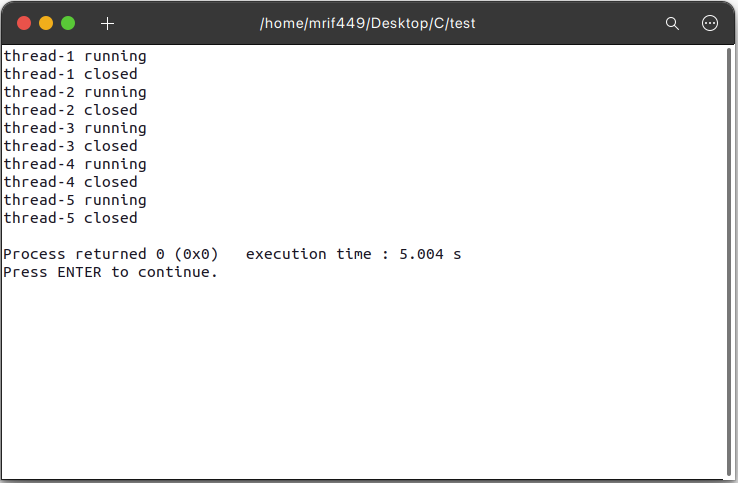 /home/mrif449/Desktop/C/test
thread-1 running
thread-1 closed
thread-2 running
thread-2 closed
thread-3 running
thread-3 closed
thread-4 running
thread-4 closed
thread-5 running
thread-5 closed
Process returned 0 (0x0)   execution time : 5.004 s
Press ENTER to continue.